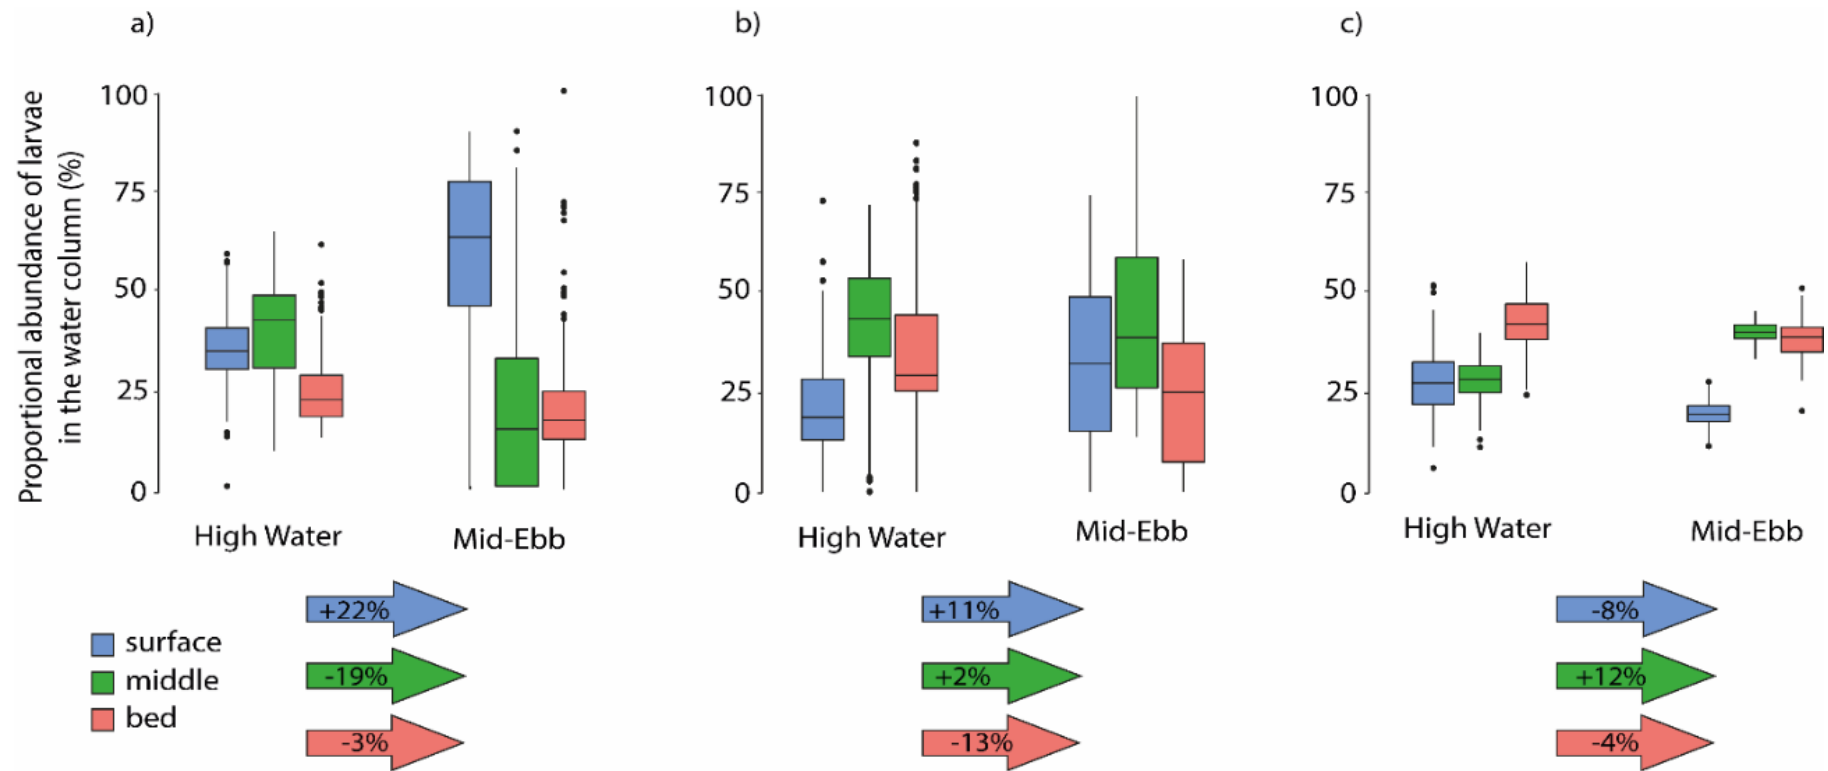 a)
b)
c)
Proportional abundance of larvae
in the water column (%)
100
75
50
25
0
100
75
50
25
0
100
75
50
25
0
High Water
Mid-Ebb
High Water
Mid-Ebb
High Water
Mid-Ebb
surface
middle
bed
+22%
-19%
-3%
+11%
+2%
-13%
-8%
+12%
-4%